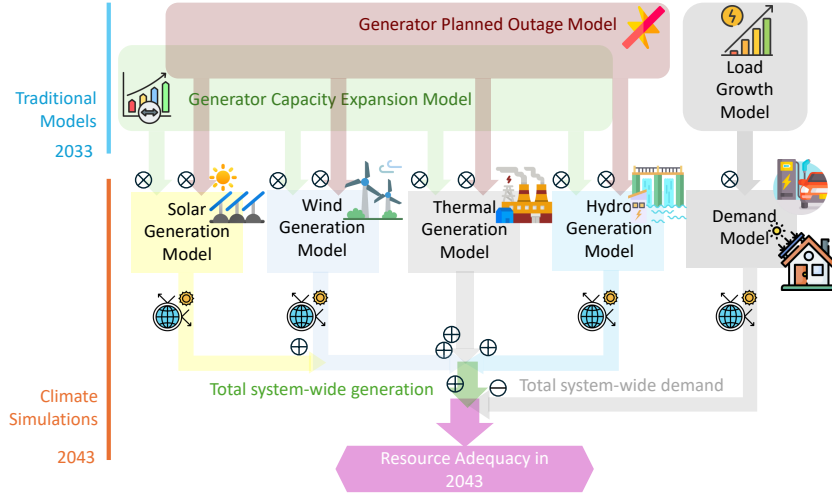 Generator Planned Outage Model
Generator Capacity Expansion Model
Load
Growth
Model
Traditional
Models
2033
Solar
Generation
Model
Wind
Generation
Model
Thermal
Generation
Model
Hydro
Generation
Model
Demand
Model
Total system-wide generation
Total system-wide demand
Climate
Simulations
2043
Resource Adequacy in
2043